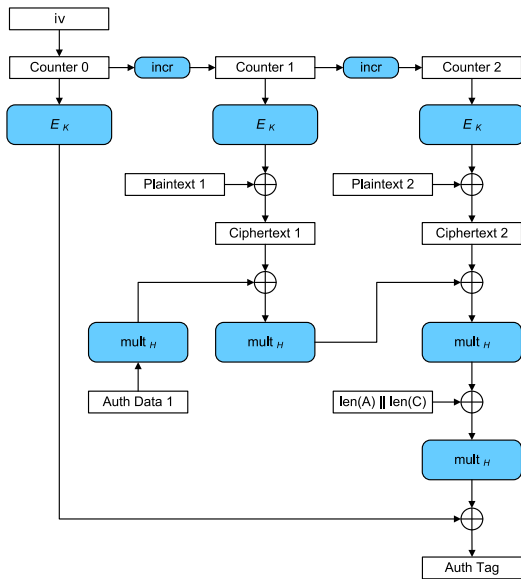 iv
Counter 0
incr
Counter 1
incr
Counter 2
E K
E K
E K
Plaintext 1
Plaintext 2
Ciphertext 1
Ciphertext 2
mult H
mult H
mult H
Auth Data 1
len(A) || len(C)
mult H
Auth Tag